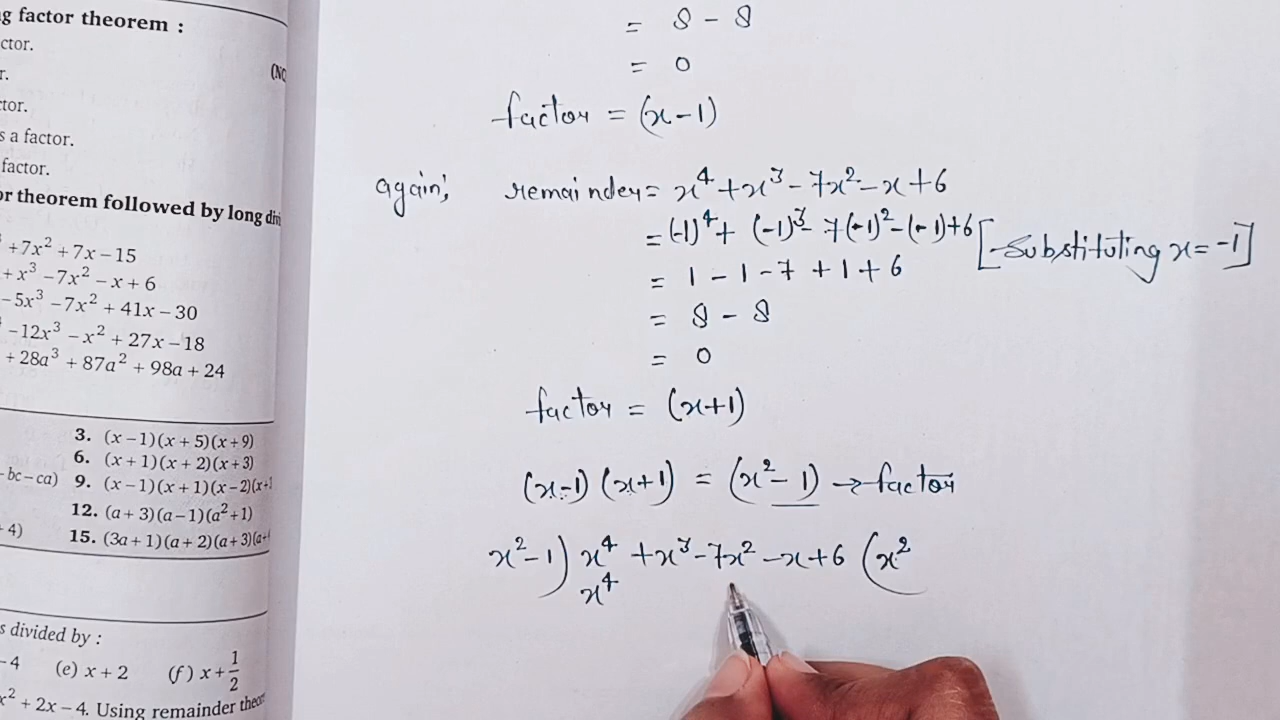 g factor theorem :
ctor.
r.
(NC
ctor.
s a factor.
factor.
or theorem followed by long divi
+7x² + 7x – 15
+ x³ – 7x² – x + 6
– 5x³ – 7x² + 41x – 30
– 12x³ – x² + 27x – 18
+ 28a³ + 87a² + 98a + 24
3. (x – 1)(x + 5)(x + 9)
6. (x + 1)(x + 2)(x + 3)
– bc – ca) 9. (x – 1)(x + 1)(x – 2)(x +
12. (a + 3)(a – 1)(a² + 1)
+ 4) 15. (3a + 1)(a + 2)(a + 3)(a +
s divided by :
– 4 (e) x + 2 (f) x + 1/2
x² + 2x – 4. Using remainder theo
= 8 - 8
= 0
factor = (x-1)
again; remainder = x⁴ + x³ - 7x² - x + 6
= (-1)⁴ + (-1)³ - 7(-1)² - (-1) + 6 [-Substituting x = -1]
= 1 - 1 - 7 + 1 + 6
= 8 - 8
= 0
factor = (x+1)
(x-1) (x+1) = (x² - 1) → factor
x² - 1) x⁴ + x³ - 7x² - x + 6 (x²
x⁴